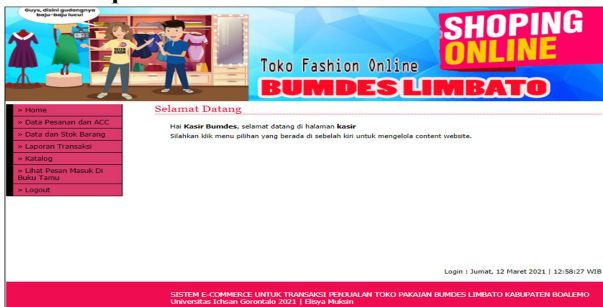 Guys, disini gudangnya
baju-baju lucu!
SHOPING
ONLINE
Toko Fashion Online
BUMDES LIMBATO
» Home
» Data Pesanan dan ACC
» Data dan Stok Barang
» Laporan Transaksi
» Katalog
» Lihat Pesan Masuk Di
Buku Tamu
» Logout
Selamat Datang
Hai Kasir Bumdes, selamat datang di halaman kasir
Silahkan klik menu pilihan yang berada di sebelah kiri untuk mengelola content website.
Login : Jumat, 12 Maret 2021 | 12:58:27 WIB
SISTEM E-COMMERCE UNTUK TRANSAKSI PENJUALAN TOKO PAKAIAN BUMDES LIMBATO KABUPATEN BOALEMO
Universitas Ichsan Gorontalo 2021 | Elisya Muksin